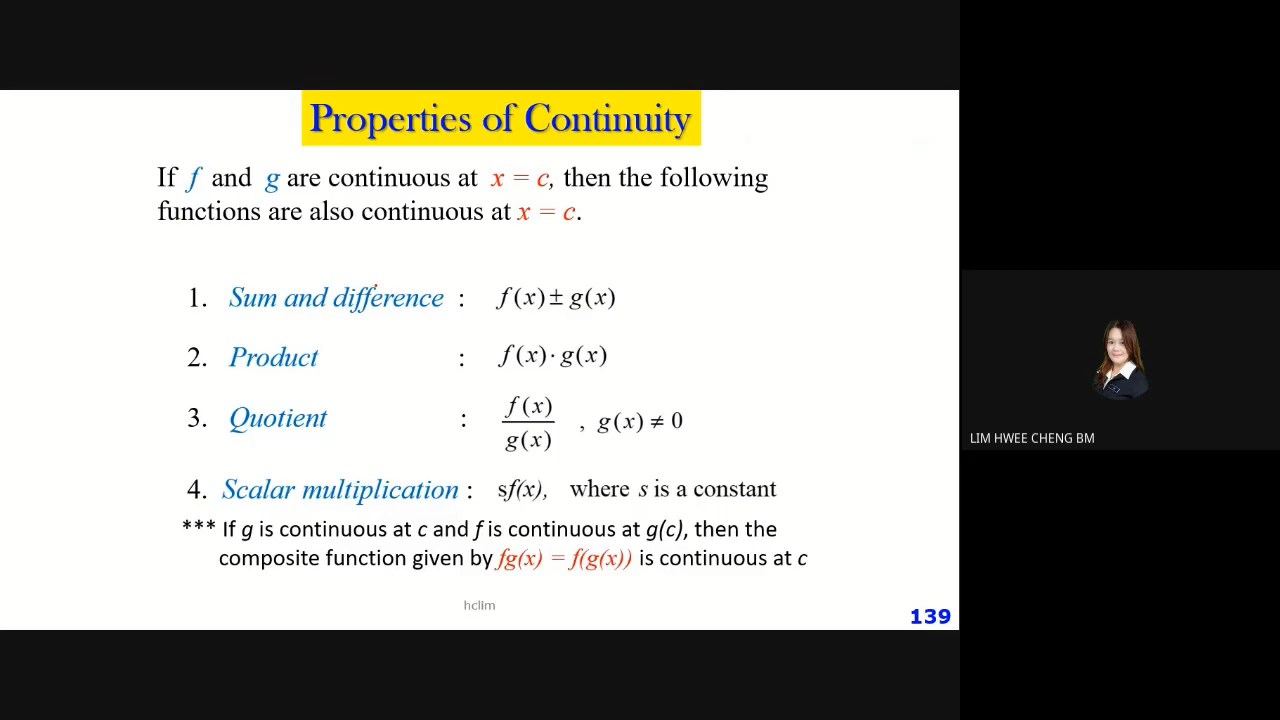 Properties of Continuity
If f and g are continuous at x = c, then the following
functions are also continuous at x = c.
1. Sum and difference : f(x) ± g(x)
2. Product : f(x) · g(x)
3. Quotient : f(x)/g(x) , g(x) ≠ 0
4. Scalar multiplication : sf(x), where s is a constant
*** If g is continuous at c and f is continuous at g(c), then the
composite function given by fg(x) = f(g(x)) is continuous at c
hclim
139
LIM HWEE CHENG BM